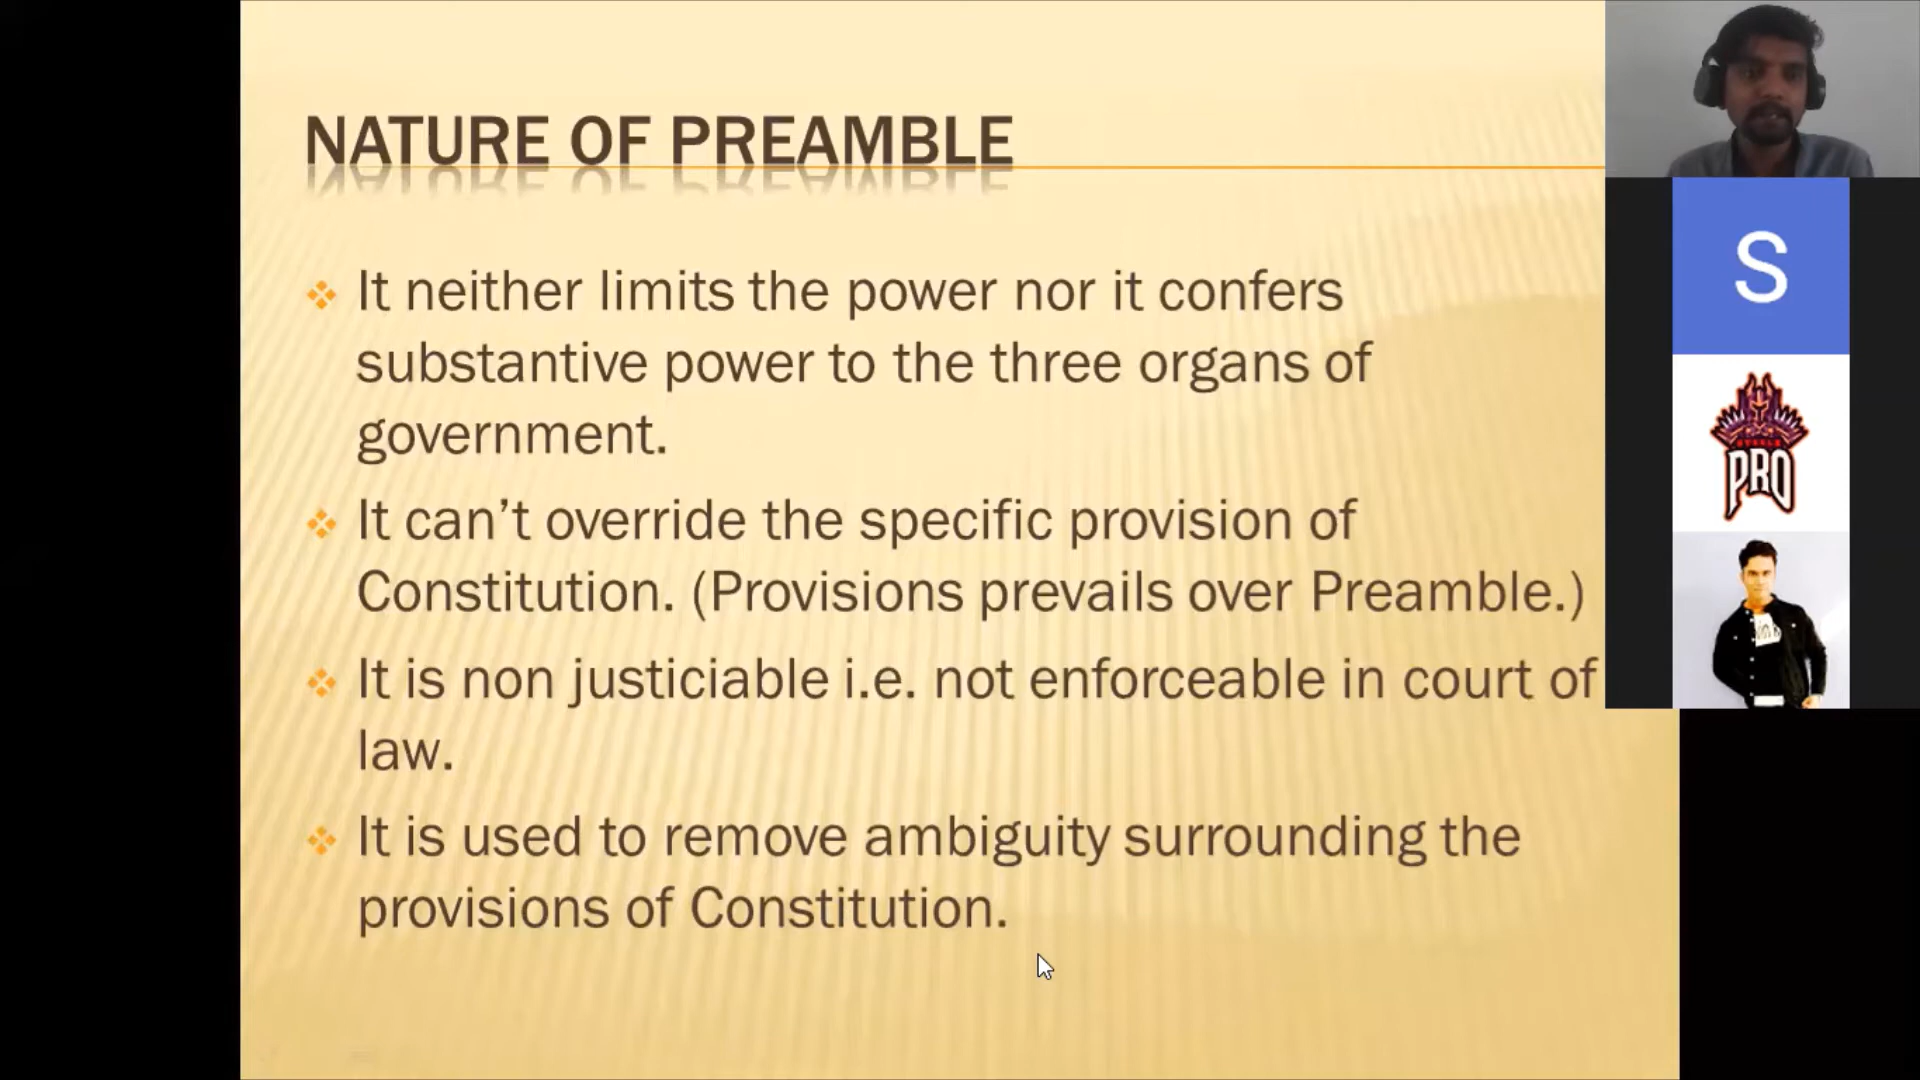 NATURE OF PREAMBLE
It neither limits the power nor it confers
substantive power to the three organs of
government.
It can’t override the specific provision of
Constitution. (Provisions prevails over Preamble.)
It is non justiciable i.e. not enforceable in court of
law.
It is used to remove ambiguity surrounding the
provisions of Constitution.
S
PRO